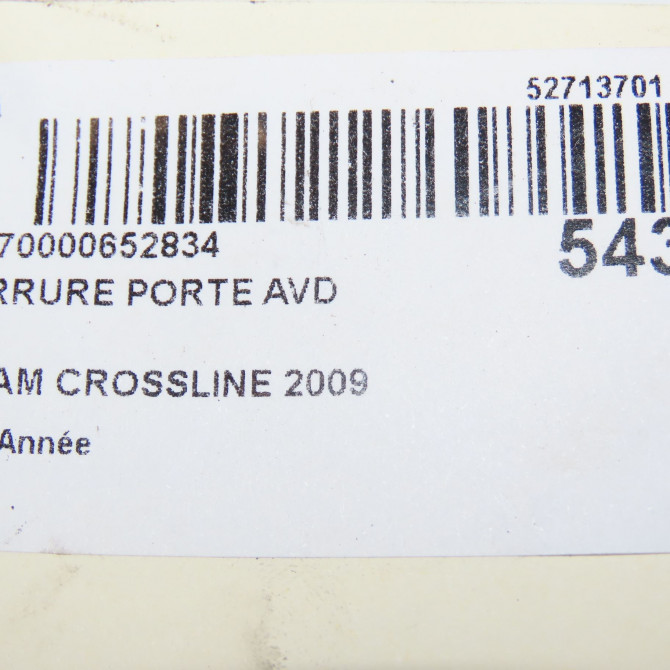 52713701
70000652834
543
RRURE PORTE AVD
AM CROSSLINE 2009
Année